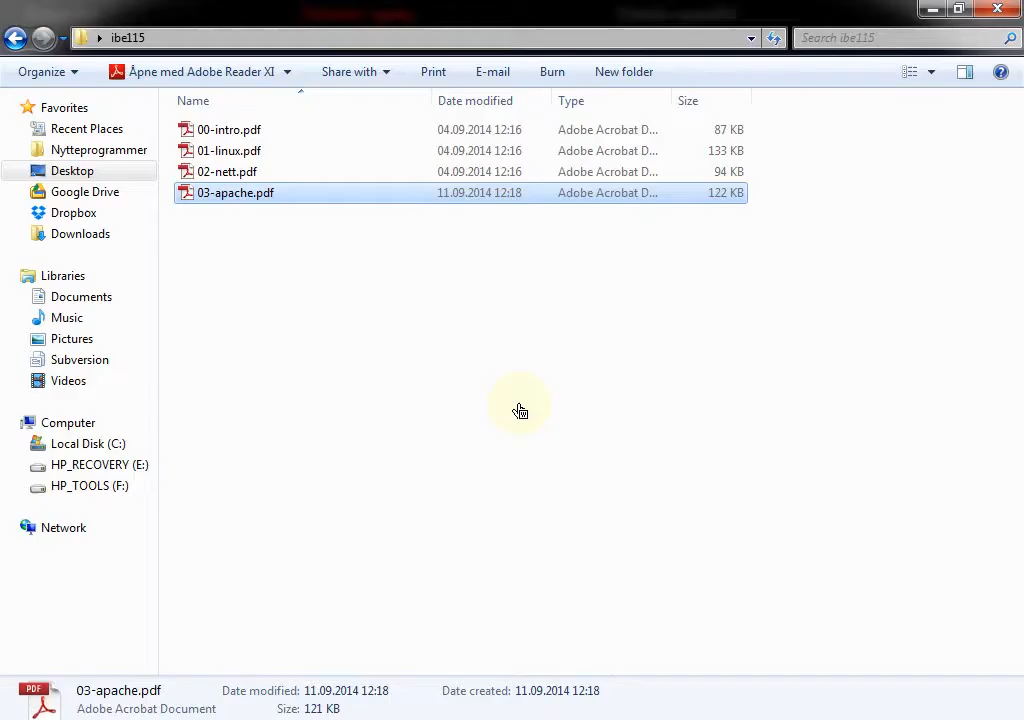 ibe115
Search ibe115
Organize
Åpne med Adobe Reader XI
Share with
Print
E-mail
Burn
New folder
Name
Date modified
Type
Size
Favorites
Recent Places
Nytteprogrammer
Desktop
Google Drive
Dropbox
Downloads
Libraries
Documents
Music
Pictures
Subversion
Videos
Computer
Local Disk (C:)
HP_RECOVERY (E:)
HP_TOOLS (F:)
Network
00-intro.pdf 04.09.2014 12:16 Adobe Acrobat D... 87 KB
01-linux.pdf 04.09.2014 12:16 Adobe Acrobat D... 133 KB
02-nett.pdf 04.09.2014 12:16 Adobe Acrobat D... 94 KB
03-apache.pdf 11.09.2014 12:18 Adobe Acrobat D... 122 KB
PDF
03-apache.pdf Date modified: 11.09.2014 12:18 Date created: 11.09.2014 12:18
Adobe Acrobat Document Size: 121 KB